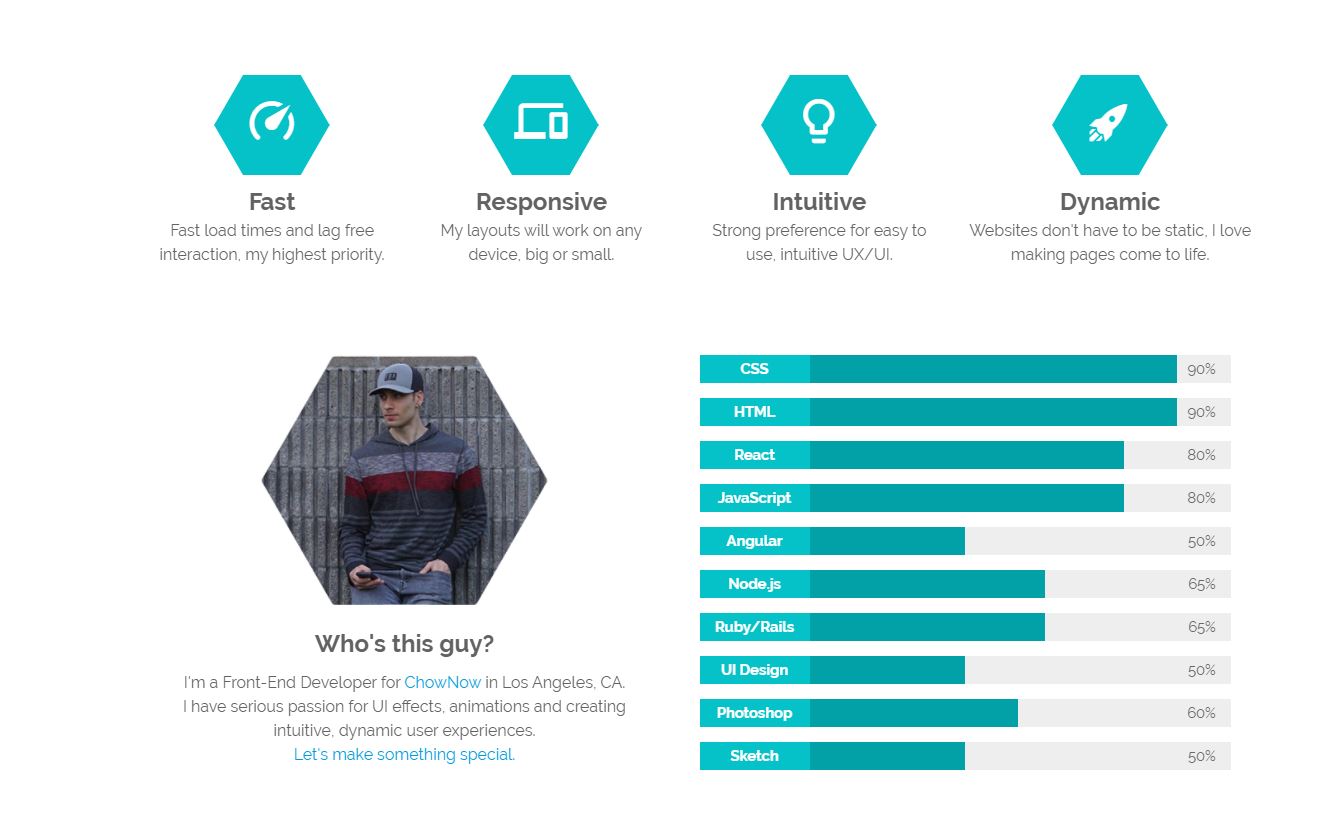 Fast
Fast load times and lag free
interaction, my highest priority.
Responsive
My layouts will work on any
device, big or small.
Intuitive
Strong preference for easy to
use, intuitive UX/UI.
Dynamic
Websites don't have to be static, I love
making pages come to life.
Who's this guy?
I'm a Front-End Developer for ChowNow in Los Angeles, CA.
I have serious passion for UI effects, animations and creating
intuitive, dynamic user experiences.
Let's make something special.
CSS 90%
HTML 90%
React 80%
JavaScript 80%
Angular 50%
Node.js 65%
Ruby/Rails 65%
UI Design 50%
Photoshop 60%
Sketch 50%